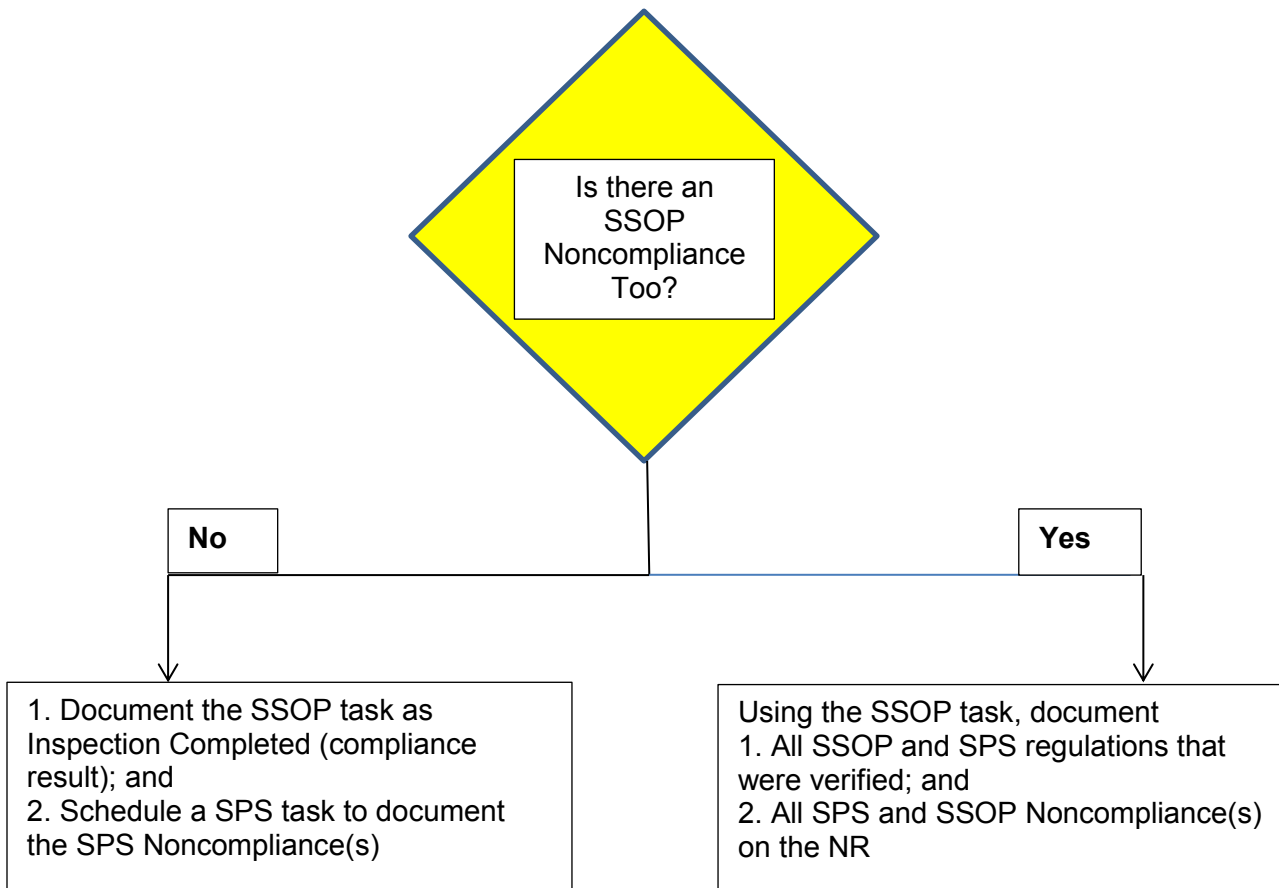 Is there an
SSOP
Noncompliance
Too?
No
Yes
1. Document the SSOP task as
Inspection Completed (compliance
result); and
2. Schedule a SPS task to document
the SPS Noncompliance(s)
Using the SSOP task, document
1. All SSOP and SPS regulations that
were verified; and
2. All SPS and SSOP Noncompliance(s)
on the NR